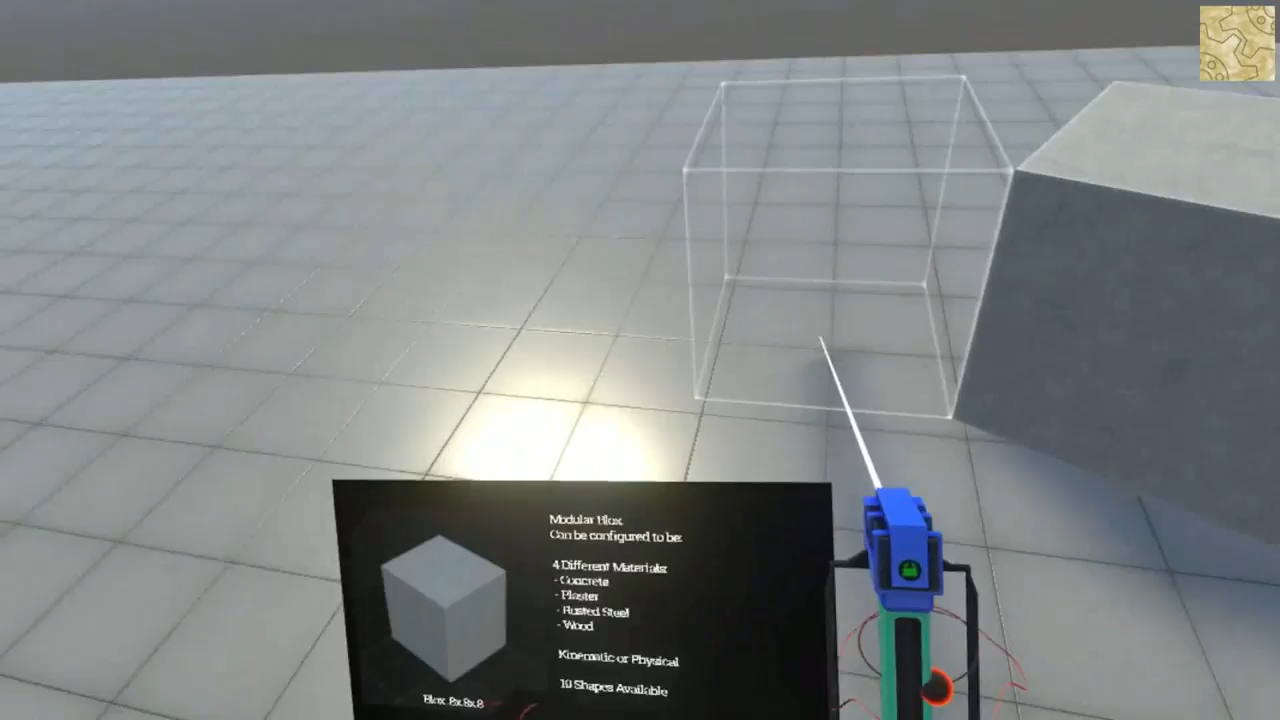 Modular Blox
Can be configured to be:
4 Different Materials:
- Concrete
- Plaster
- Rusted Steel
- Wood
Kinematic or Physical
10 Shapes Available
Blox 8x8x8